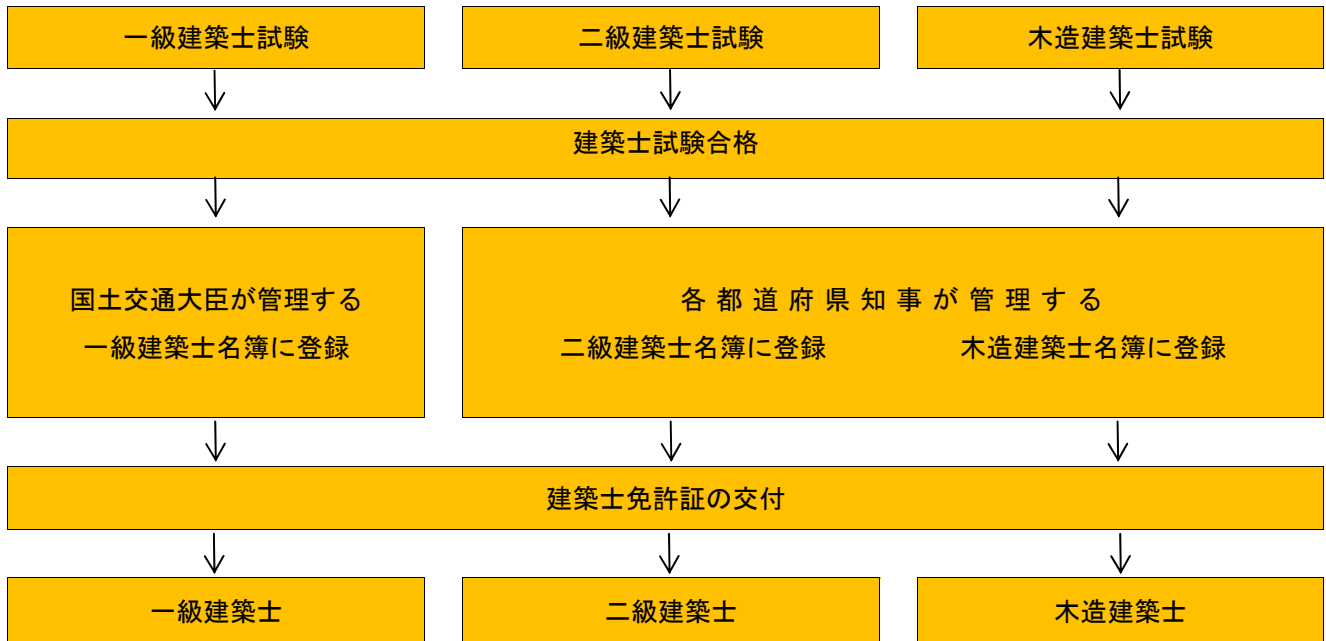 一級建築士試験
二級建築士試験
木造建築士試験
建築士試験合格
国土交通大臣が管理する
一級建築士名簿に登録
各都道府県知事が管理する
二級建築士名簿に登録 木造建築士名簿に登録
建築士免許証の交付
一級建築士
二級建築士
木造建築士